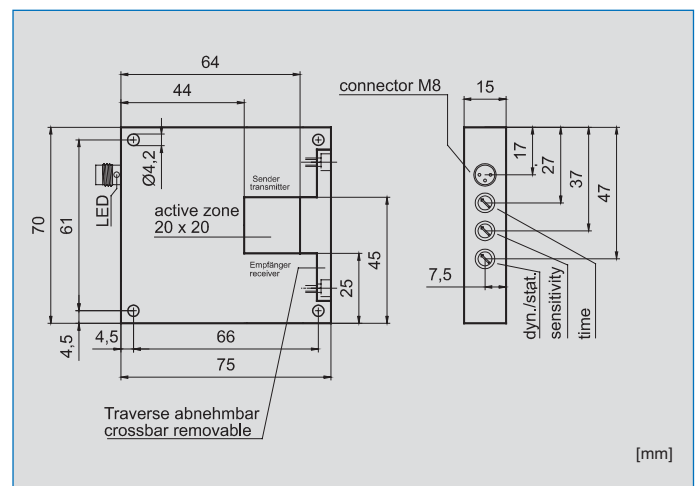 64
44
connector M8
15
Ø4,2
Sender
transmitter
17
27
37
47
LED
active zone
20 x 20
70
61
45
Empfänger
receiver
25
7,5
dyn./stat.
sensitivity
time
4,5
4,5
66
75
Traverse abnehmbar
crossbar removable
[mm]